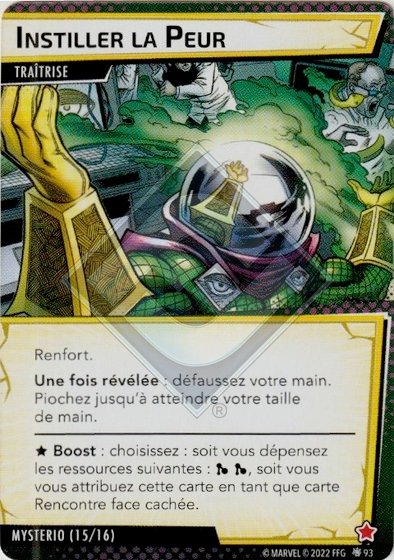 Instiller la Peur
TRAÎTRISE
Renfort.
Une fois révélée : défaussez votre main.
Piochez jusqu'à atteindre votre taille
de main.
★ Boost : choisissez : soit vous dépensez
les ressources suivantes : , soit
vous vous attribuez cette carte en tant que carte
Rencontre face cachée.
MYSTERIO (15/16)
© MARVEL © 2022 FFG 93
®